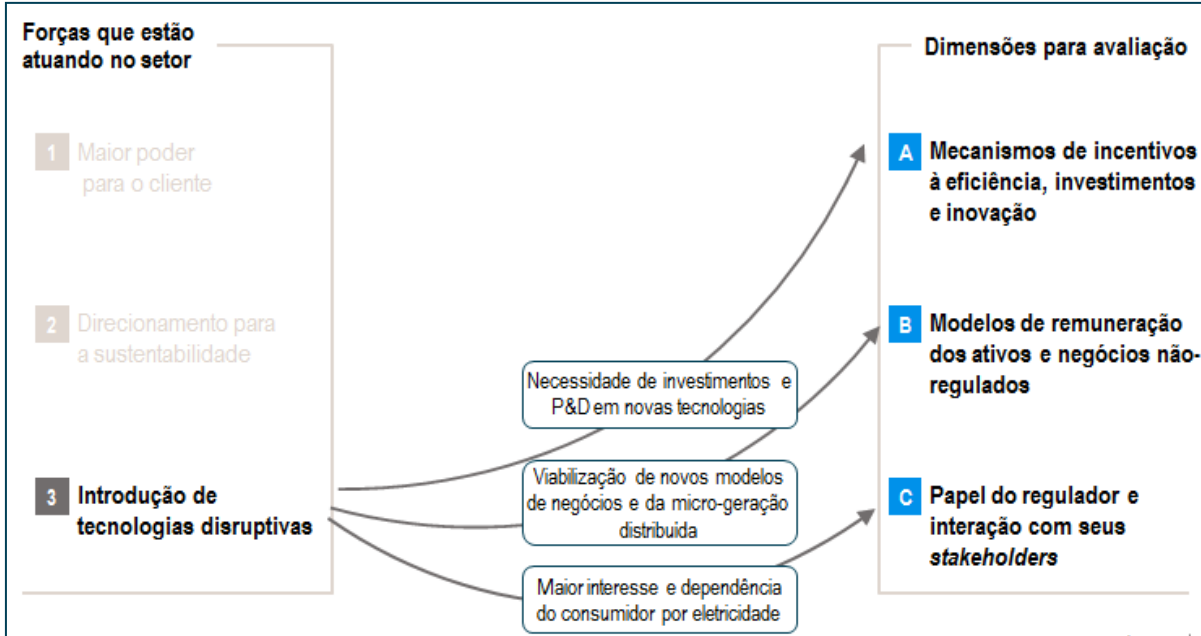 Forças que estão
atuando no setor
1 Maior poder
para o cliente
2 Direcionamento para
a sustentabilidade
3 Introdução de
tecnologias disruptivas
Necessidade de investimentos e
P&D em novas tecnologias
Viabilização de novos modelos
de negócios e da micro-geração
distribuida
Maior interesse e dependência
do consumidor por eletricidade
Dimensões para avaliação
A Mecanismos de incentivos
à eficiência, investimentos
e inovação
B Modelos de remuneração
dos ativos e negócios não-
regulados
C Papel do regulador e
interação com seus
stakeholders